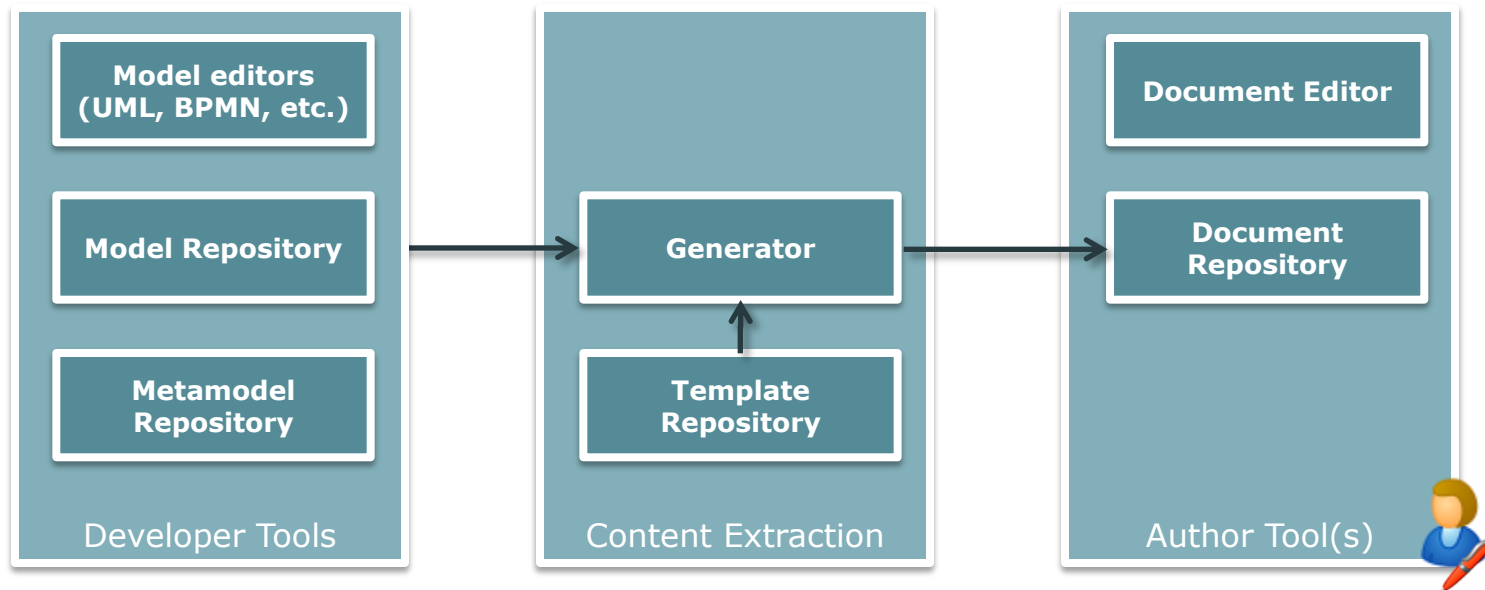 Model editors
(UML, BPMN, etc.)
Model Repository
Metamodel
Repository
Developer Tools
Generator
Template
Repository
Content Extraction
Document Editor
Document
Repository
Author Tool(s)